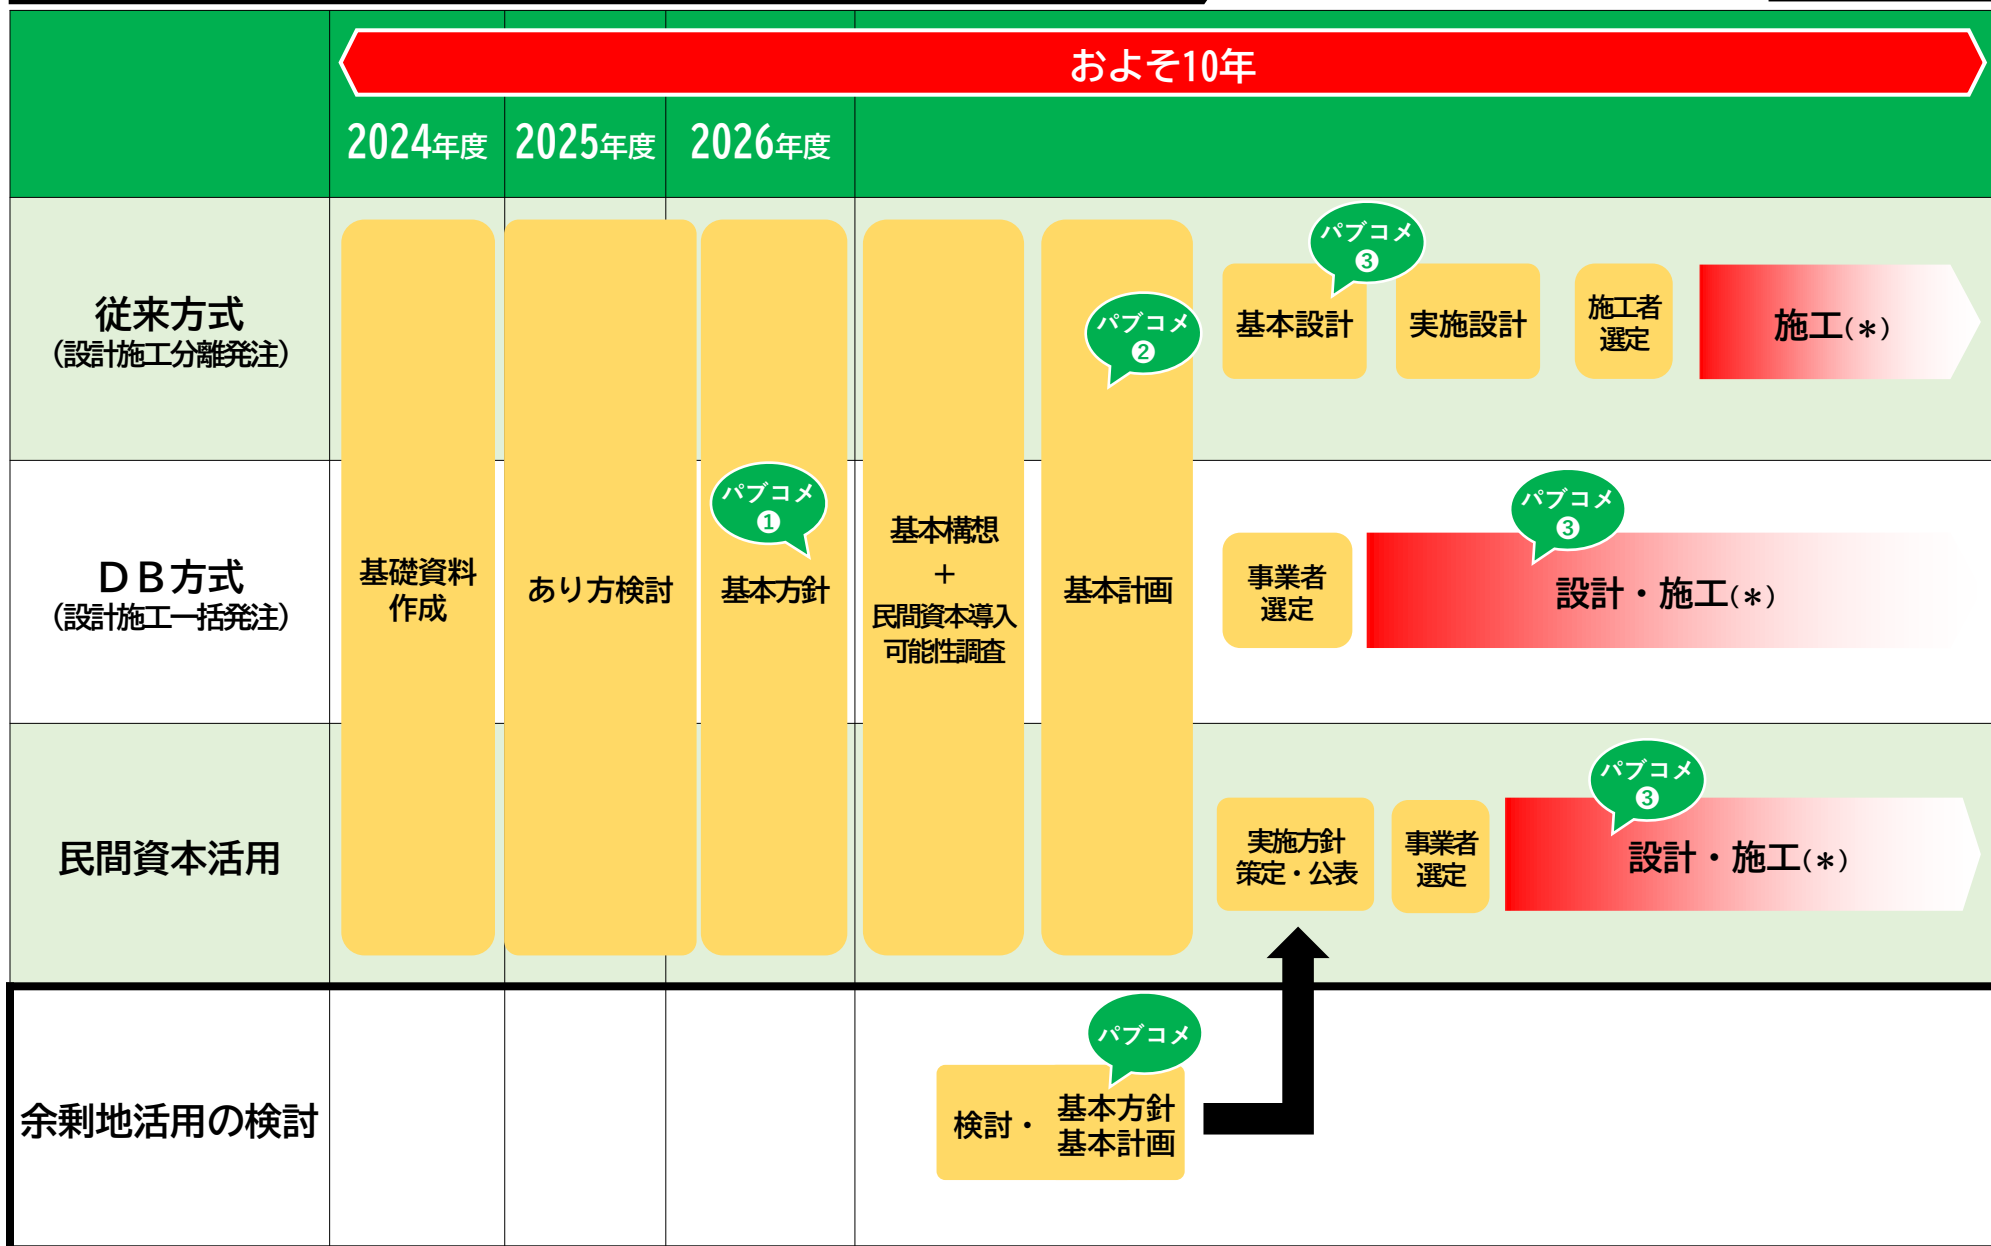 およそ10年
2024年度
2025年度
2026年度
従来方式
（設計施工分離発注）
ＤＢ方式
（設計施工一括発注）
民間資本活用
余剰地活用の検討
基礎資料
作成
あり方検討
パブコメ
❶
基本方針
基本構想
＋
民間資本導入
可能性調査
パブコメ
❷
基本計画
パブコメ
❸
基本設計
実施設計
施工者
選定
施工(＊)
事業者
選定
パブコメ
❸
設計・施工(＊)
実施方針
策定・公表
事業者
選定
パブコメ
❸
設計・施工(＊)
パブコメ
検討・
基本方針
基本計画